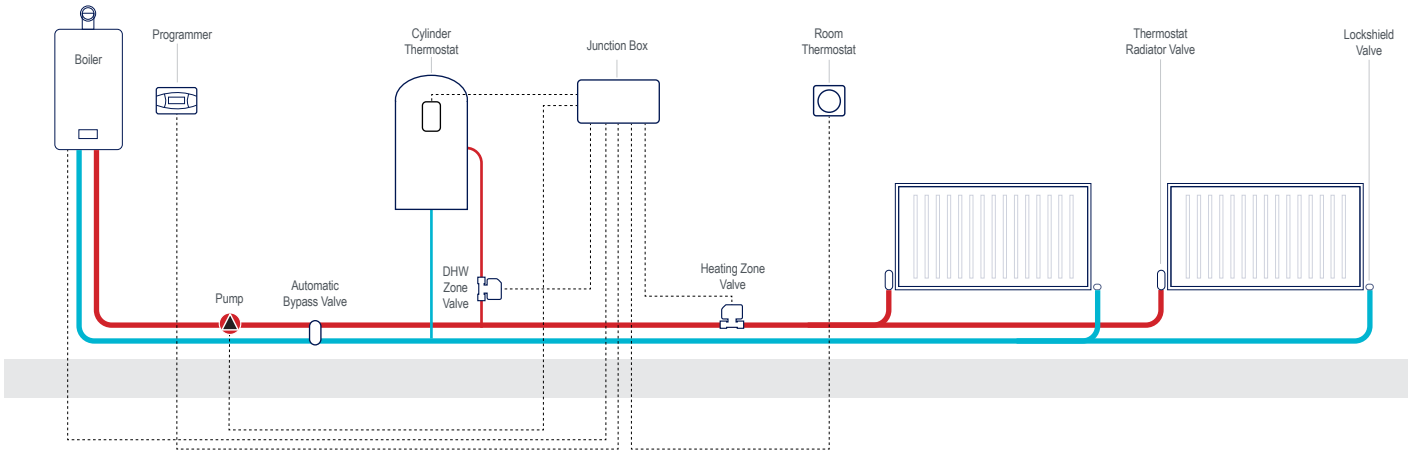 Boiler
Programmer
Cylinder
Thermostat
Junction Box
Room
Thermostat
Thermostat
Radiator Valve
Lockshield
Valve
Pump
Automatic
Bypass Valve
DHW
Zone
Valve
Heating Zone
Valve